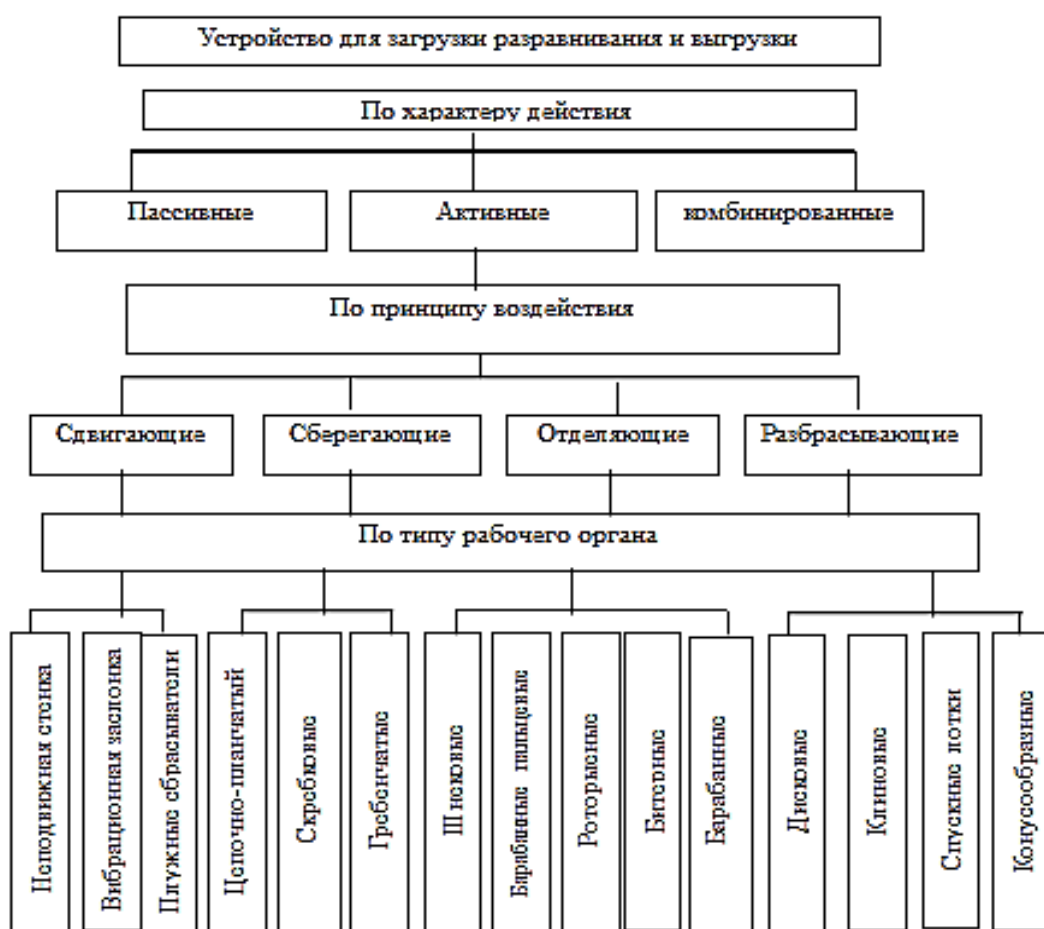 Устройство для загрузки разравнивания и выгрузки
По характеру действия
Пассивные
Активные
комбинированные
По принципу воздействия
Сдвигающие
Сберегающие
Отделяющие
Разбрасывающие
По типу рабочего органа
Неподвижная стенка
Вибрационная заслонка
Плужные сбрасыватели
Цепочно-планчатый
Скребковые
Гребенчатые
Шнековые
Барабанные пальцевые
Роторыеные
Битерные
Барабанные
Дисковые
Клиновые
Спускные лотки
Конусообразные